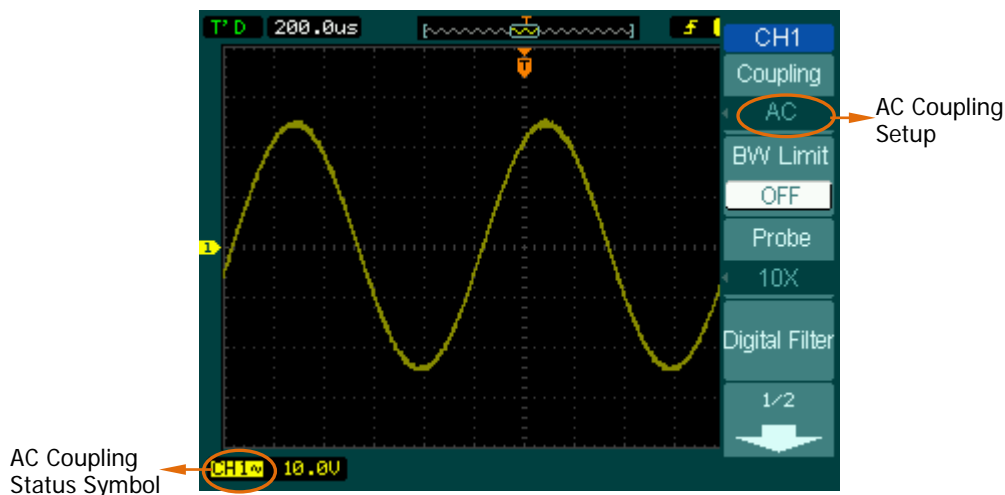 T'D 200.0us
T
CH1
Coupling
T
AC
AC Coupling
Setup
BW Limit
OFF
1
Probe
10X
Digital Filter
1/2
AC Coupling
Status Symbol
CH1~ 10.0V